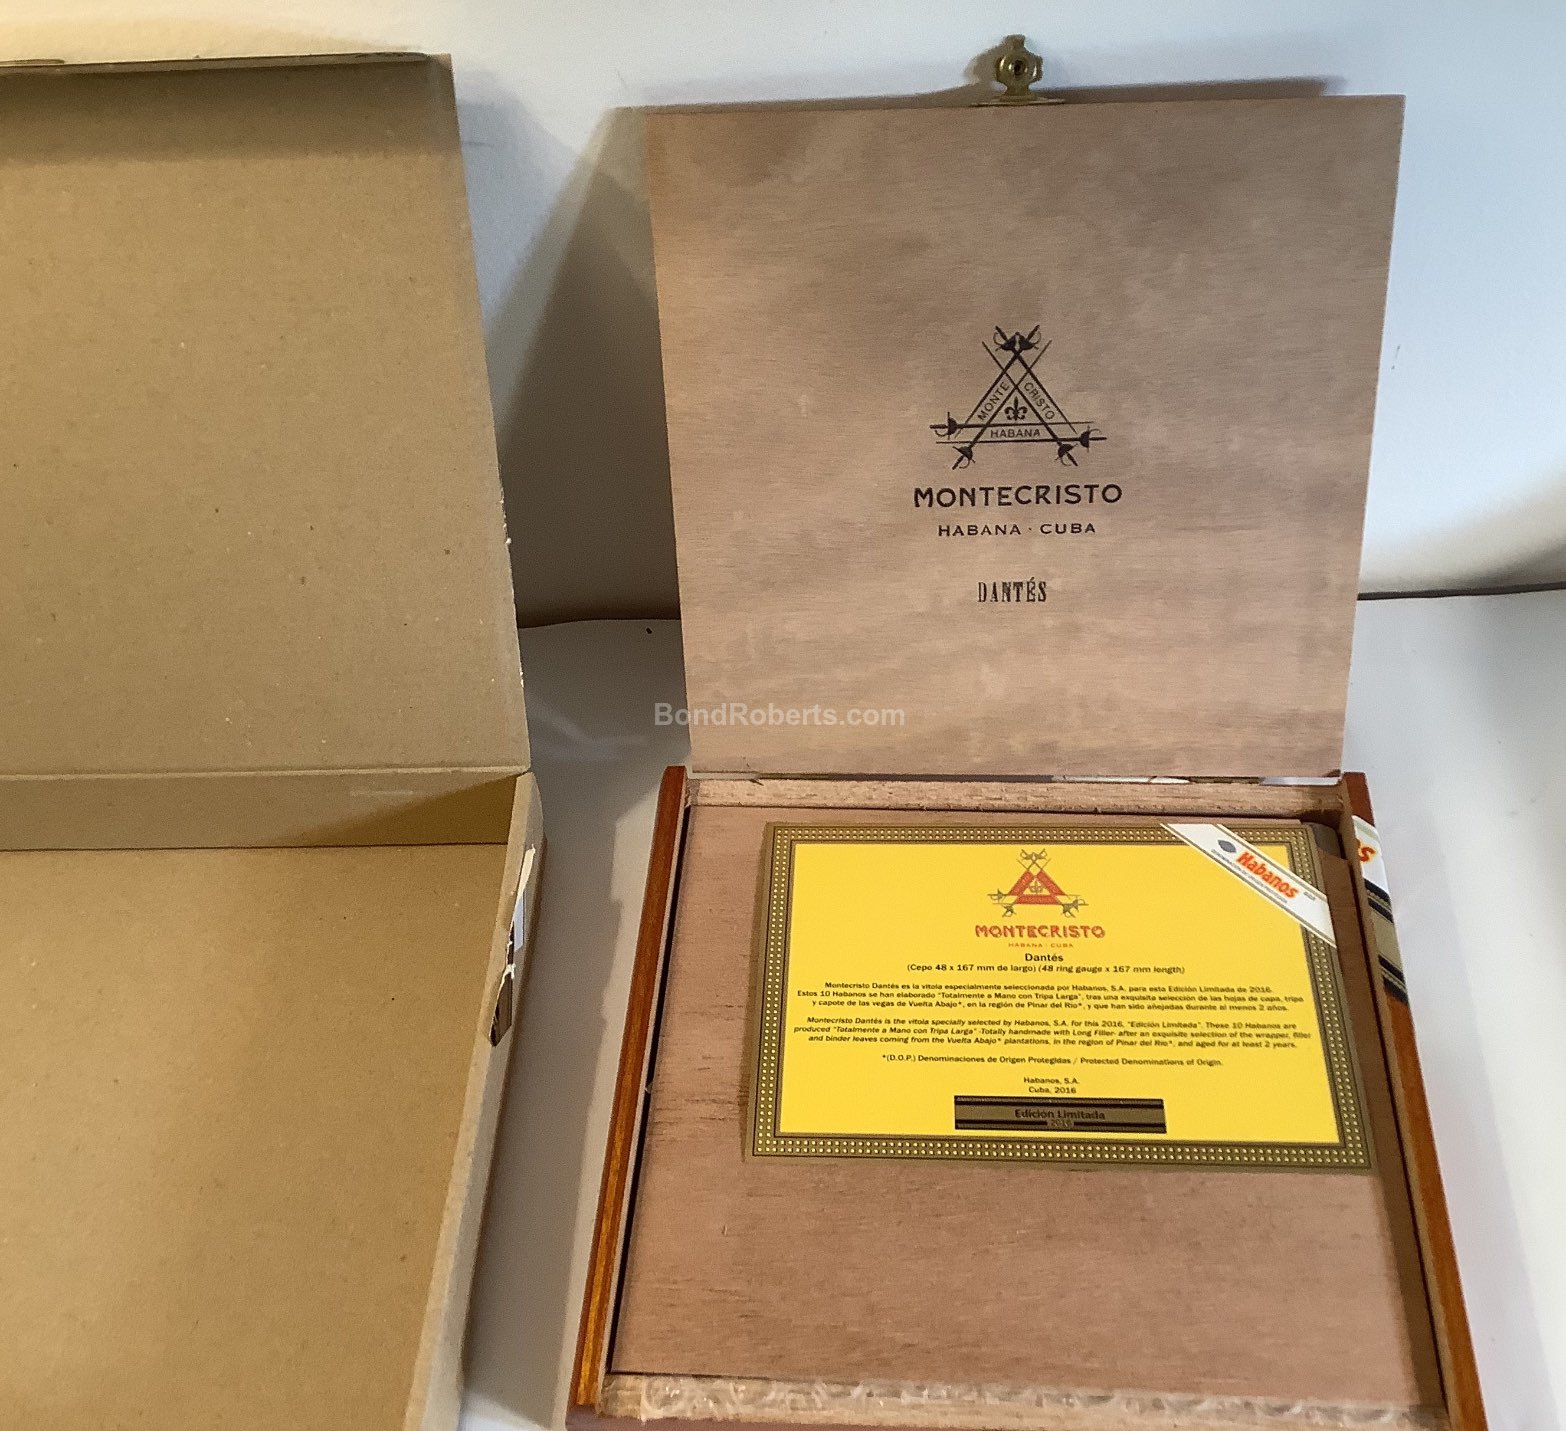 MONTE CRISTO
HABANA
MONTECRISTO
HABANA · CUBA
DANTÉS
BondRoberts.com
Habanos
MONTECRISTO
HABANA · CUBA
Dantés
(Cepo 48 x 167 mm de largo) (48 ring gauge x 167 mm length)
Montecristo Dantés es la vitola especialmente seleccionada por Habanos, S.A. para esta Edición Limitada de 2016.
Estos 10 Habanos se han elaborado "Totalmente a Mano con Tripa Larga", tras una exquisita selección de las hojas de capa, tripa
y capote de las vegas de Vuelta Abajo*, en la región de Pinar del Río*, y que han sido añejadas durante al menos 2 años.
Montecristo Dantés is the vitola specially selected by Habanos, S.A. for this 2016, "Edición Limitada". These 10 Habanos are
produced "Totalmente a Mano con Tripa Larga" -Totally handmade with Long Filler- after an exquisite selection of the wrapper, filler
and binder leaves coming from the Vuelta Abajo* plantations, in the region of Pinar del Río*, and aged for at least 2 years.
*(D.O.P.) Denominaciones de Origen Protegidas / Protected Denominations of Origin.
Habanos, S.A.
Cuba, 2016
Edición Limitada
2016
os